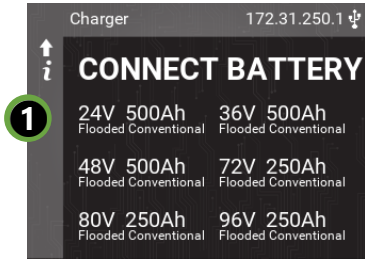 Charger 172.31.250.1
i
CONNECT BATTERY
1
24V 500Ah 36V 500Ah
Flooded Conventional Flooded Conventional
48V 500Ah 72V 250Ah
Flooded Conventional Flooded Conventional
80V 250Ah 96V 250Ah
Flooded Conventional Flooded Conventional